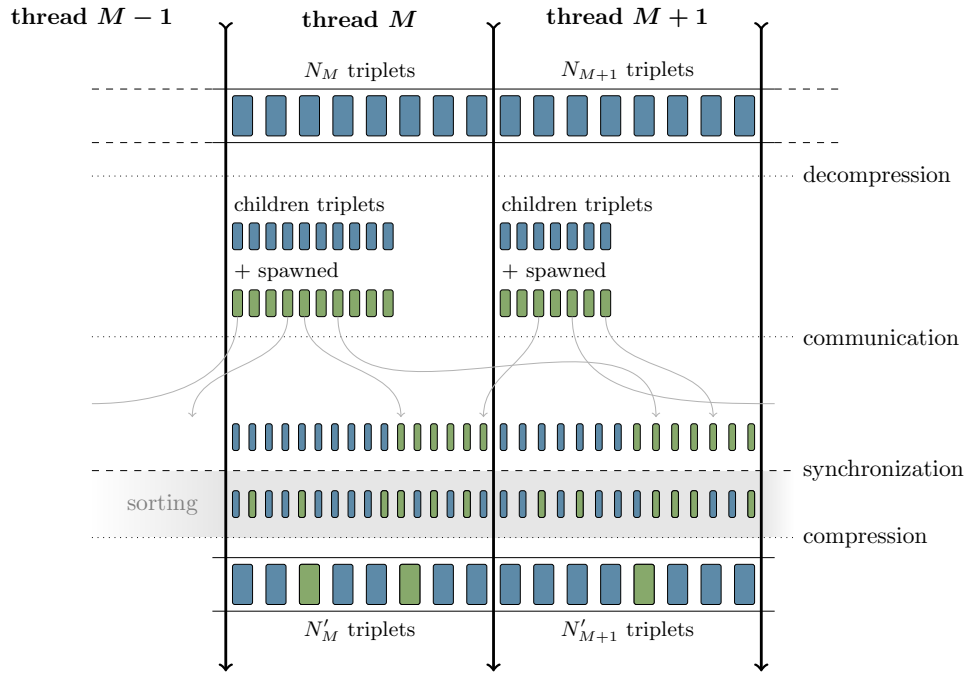 thread M − 1 thread M thread M + 1
N_M triplets N_{M+1} triplets
decompression
children triplets children triplets
+ spawned + spawned
communication
synchronization
sorting
compression
N′_M triplets N′_{M+1} triplets